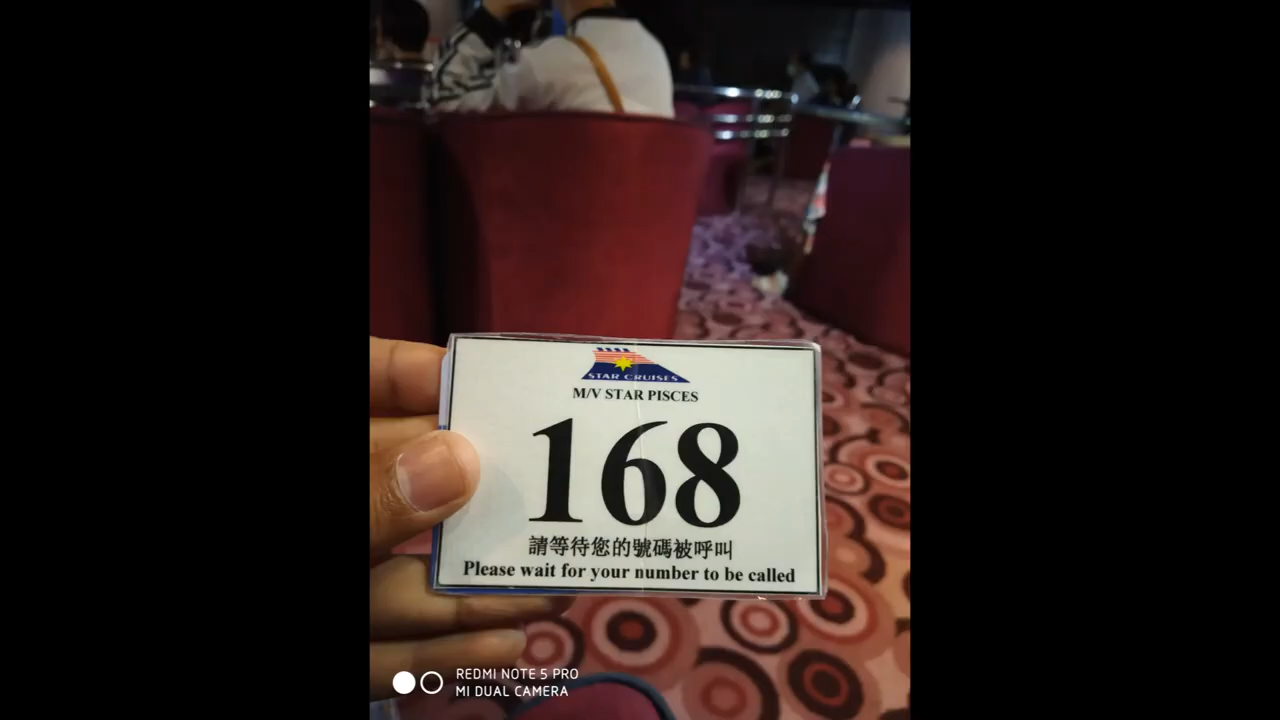 STAR CRUISES
M/V STAR PISCES
168
請等待您的號碼被呼叫
Please wait for your number to be called
REDMI NOTE 5 PRO
MI DUAL CAMERA